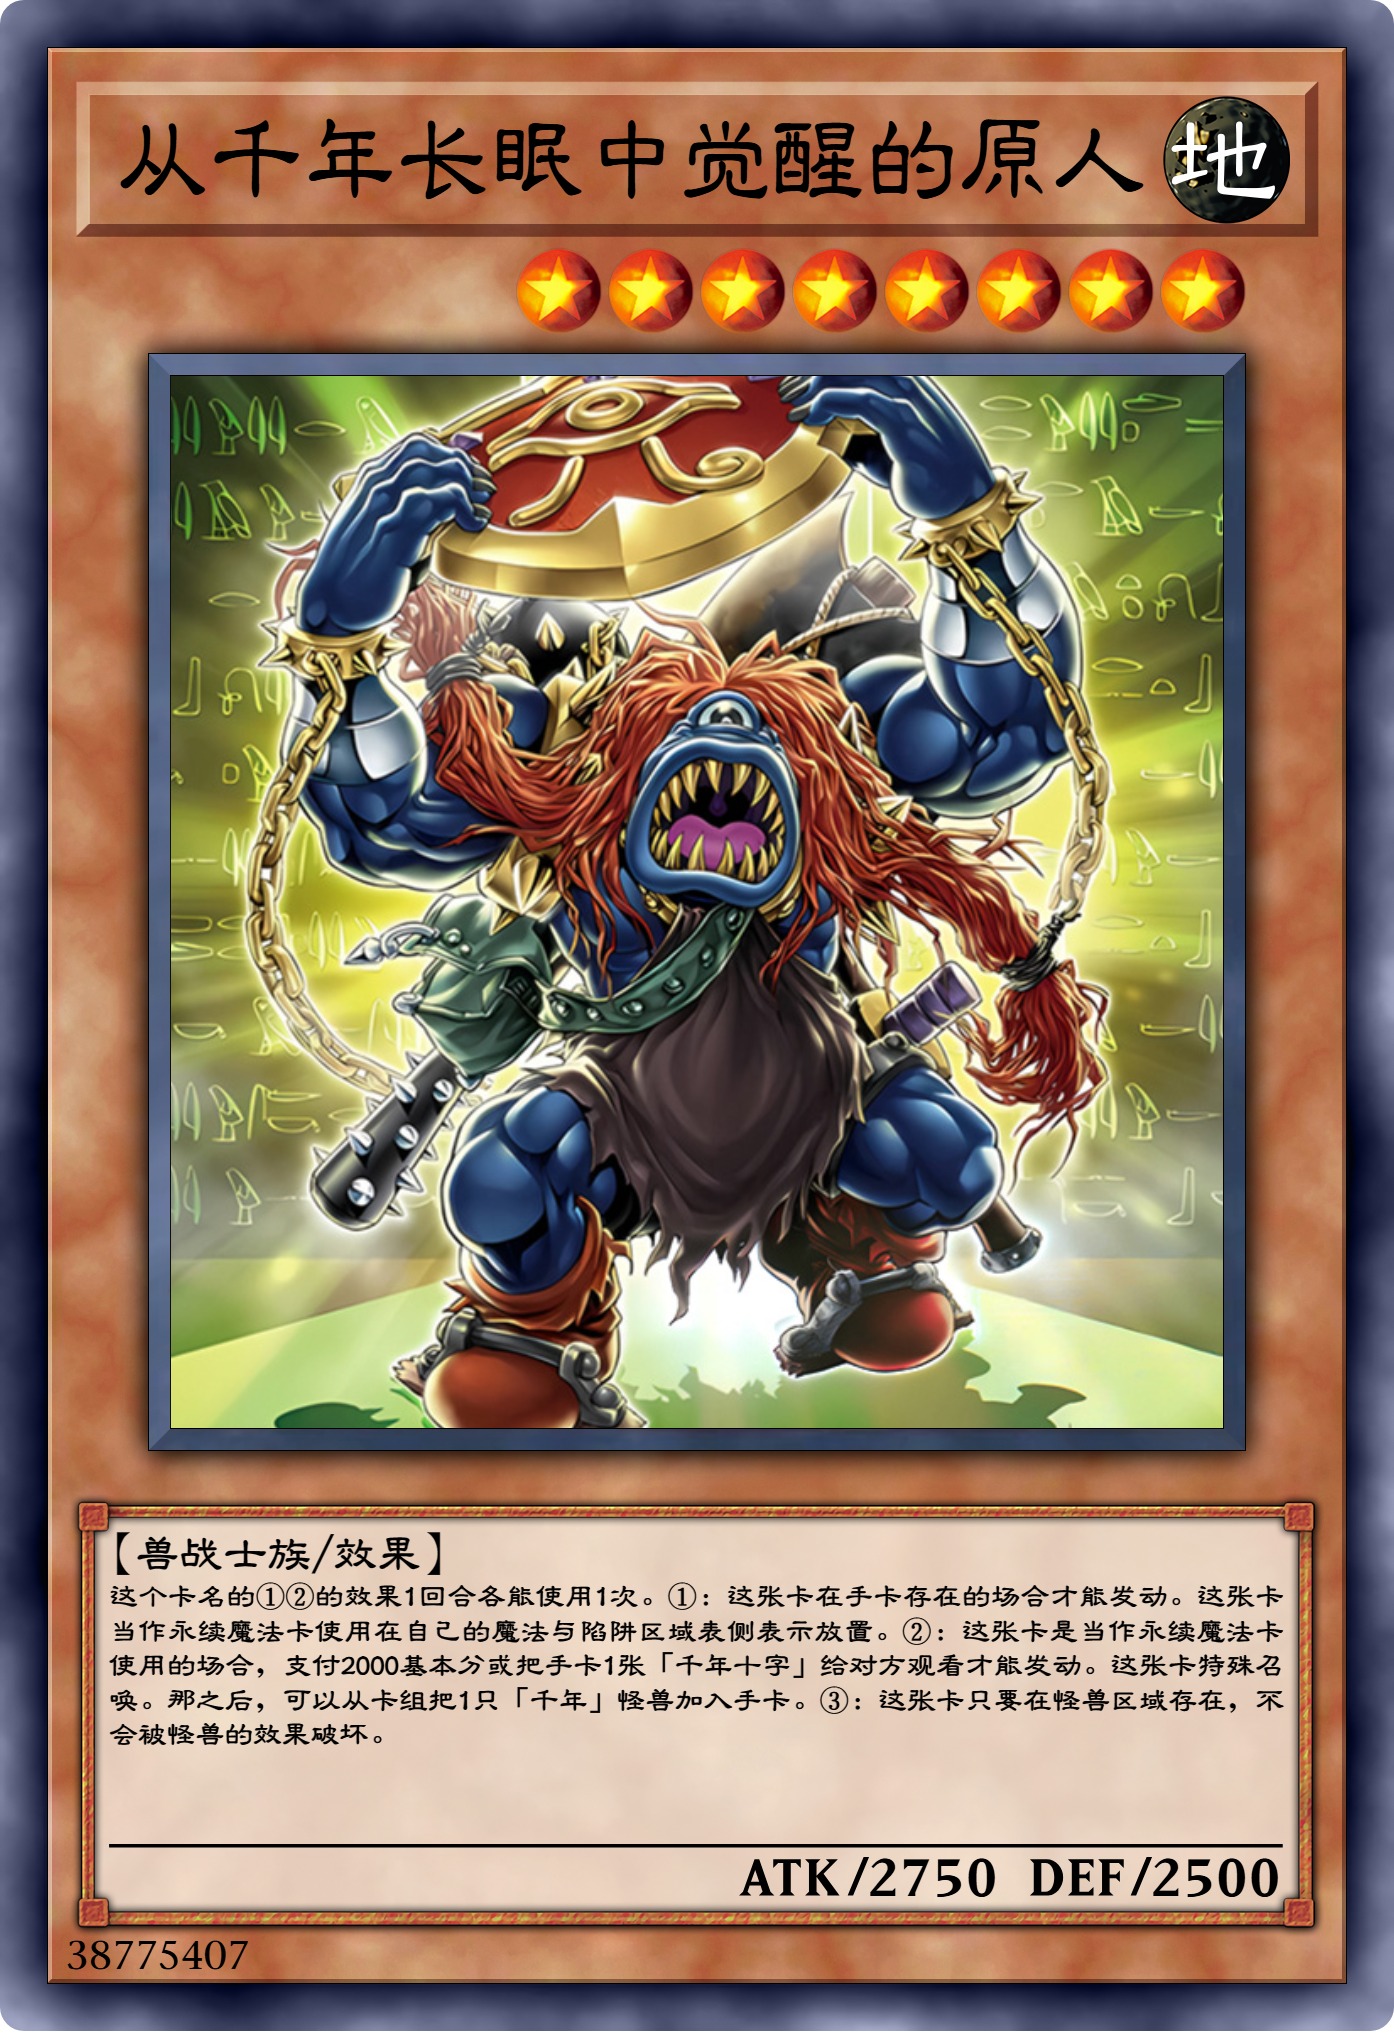 从千年长眠中觉醒的原人 地
【兽战士族/效果】
这个卡名的①②的效果1回合各能使用1次。①：这张卡在手卡存在的场合才能发动。这张卡
当作永续魔法卡使用在自己的魔法与陷阱区域表侧表示放置。②：这张卡是当作永续魔法卡
使用的场合，支付2000基本分或把手卡1张「千年十字」给对方观看才能发动。这张卡特殊召
唤。那之后，可以从卡组把1只「千年」怪兽加入手卡。③：这张卡只要在怪兽区域存在，不
会被怪兽的效果破坏。
ATK/2750 DEF/2500
38775407